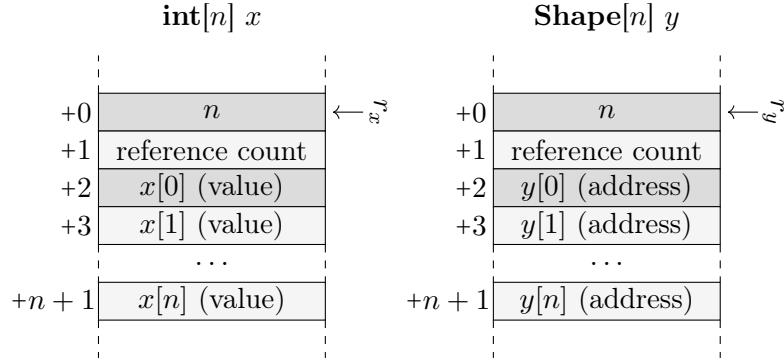 int[n] x
+0 n r_x
+1 reference count
+2 x[0] (value)
+3 x[1] (value)
...
+n + 1 x[n] (value)
Shape[n] y
+0 n r_y
+1 reference count
+2 y[0] (address)
+3 y[1] (address)
...
+n + 1 y[n] (address)